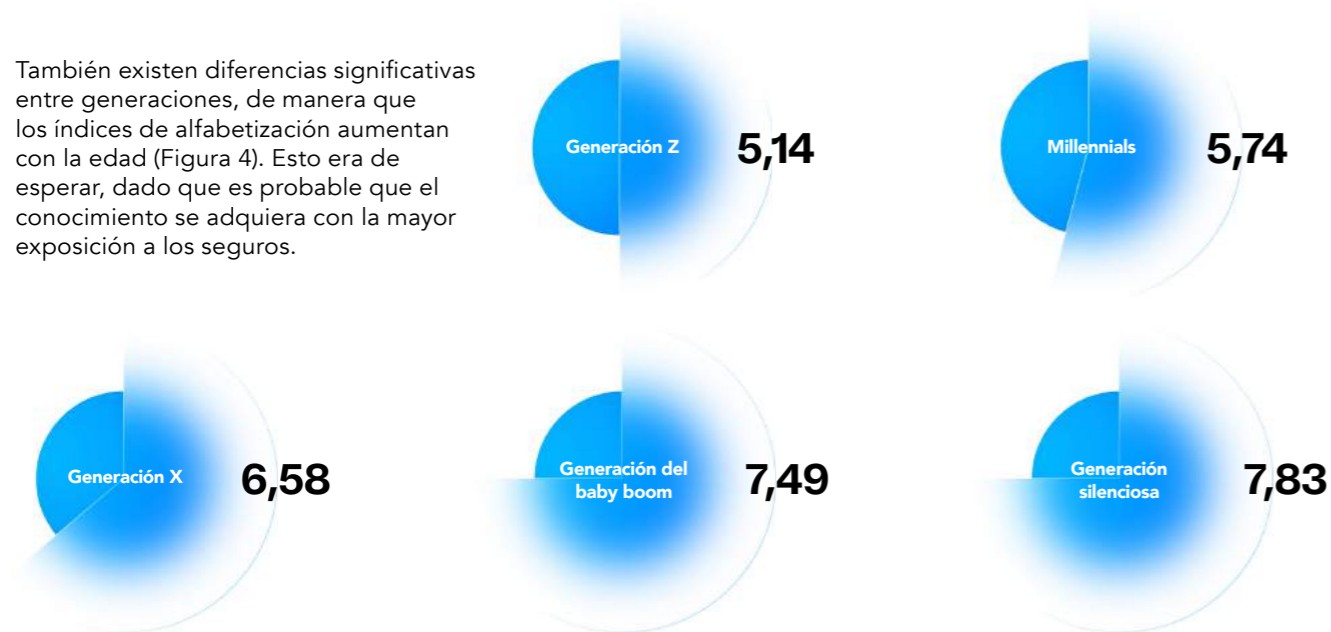 También existen diferencias significativas
entre generaciones, de manera que
los índices de alfabetización aumentan
con la edad (Figura 4). Esto era de
esperar, dado que es probable que el
conocimiento se adquiera con la mayor
exposición a los seguros.
Generación Z
5,14
Millennials
5,74
Generación X
6,58
Generación del
baby boom
7,49
Generación
silenciosa
7,83